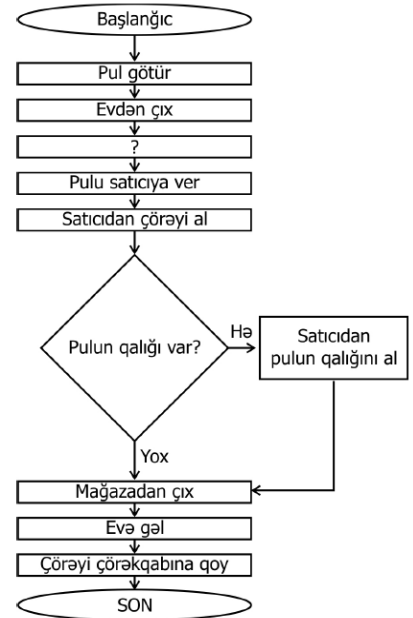 Başlanğıc
Pul götür
Evdən çıx
?
Pulu satıcıya ver
Satıcıdan çörəyi al
Pulun qalığı var?
Hə
Satıcıdan
pulun qalığını al
Yox
Mağazadan çıx
Evə gəl
Çörəyi çörəkqabına qoy
SON